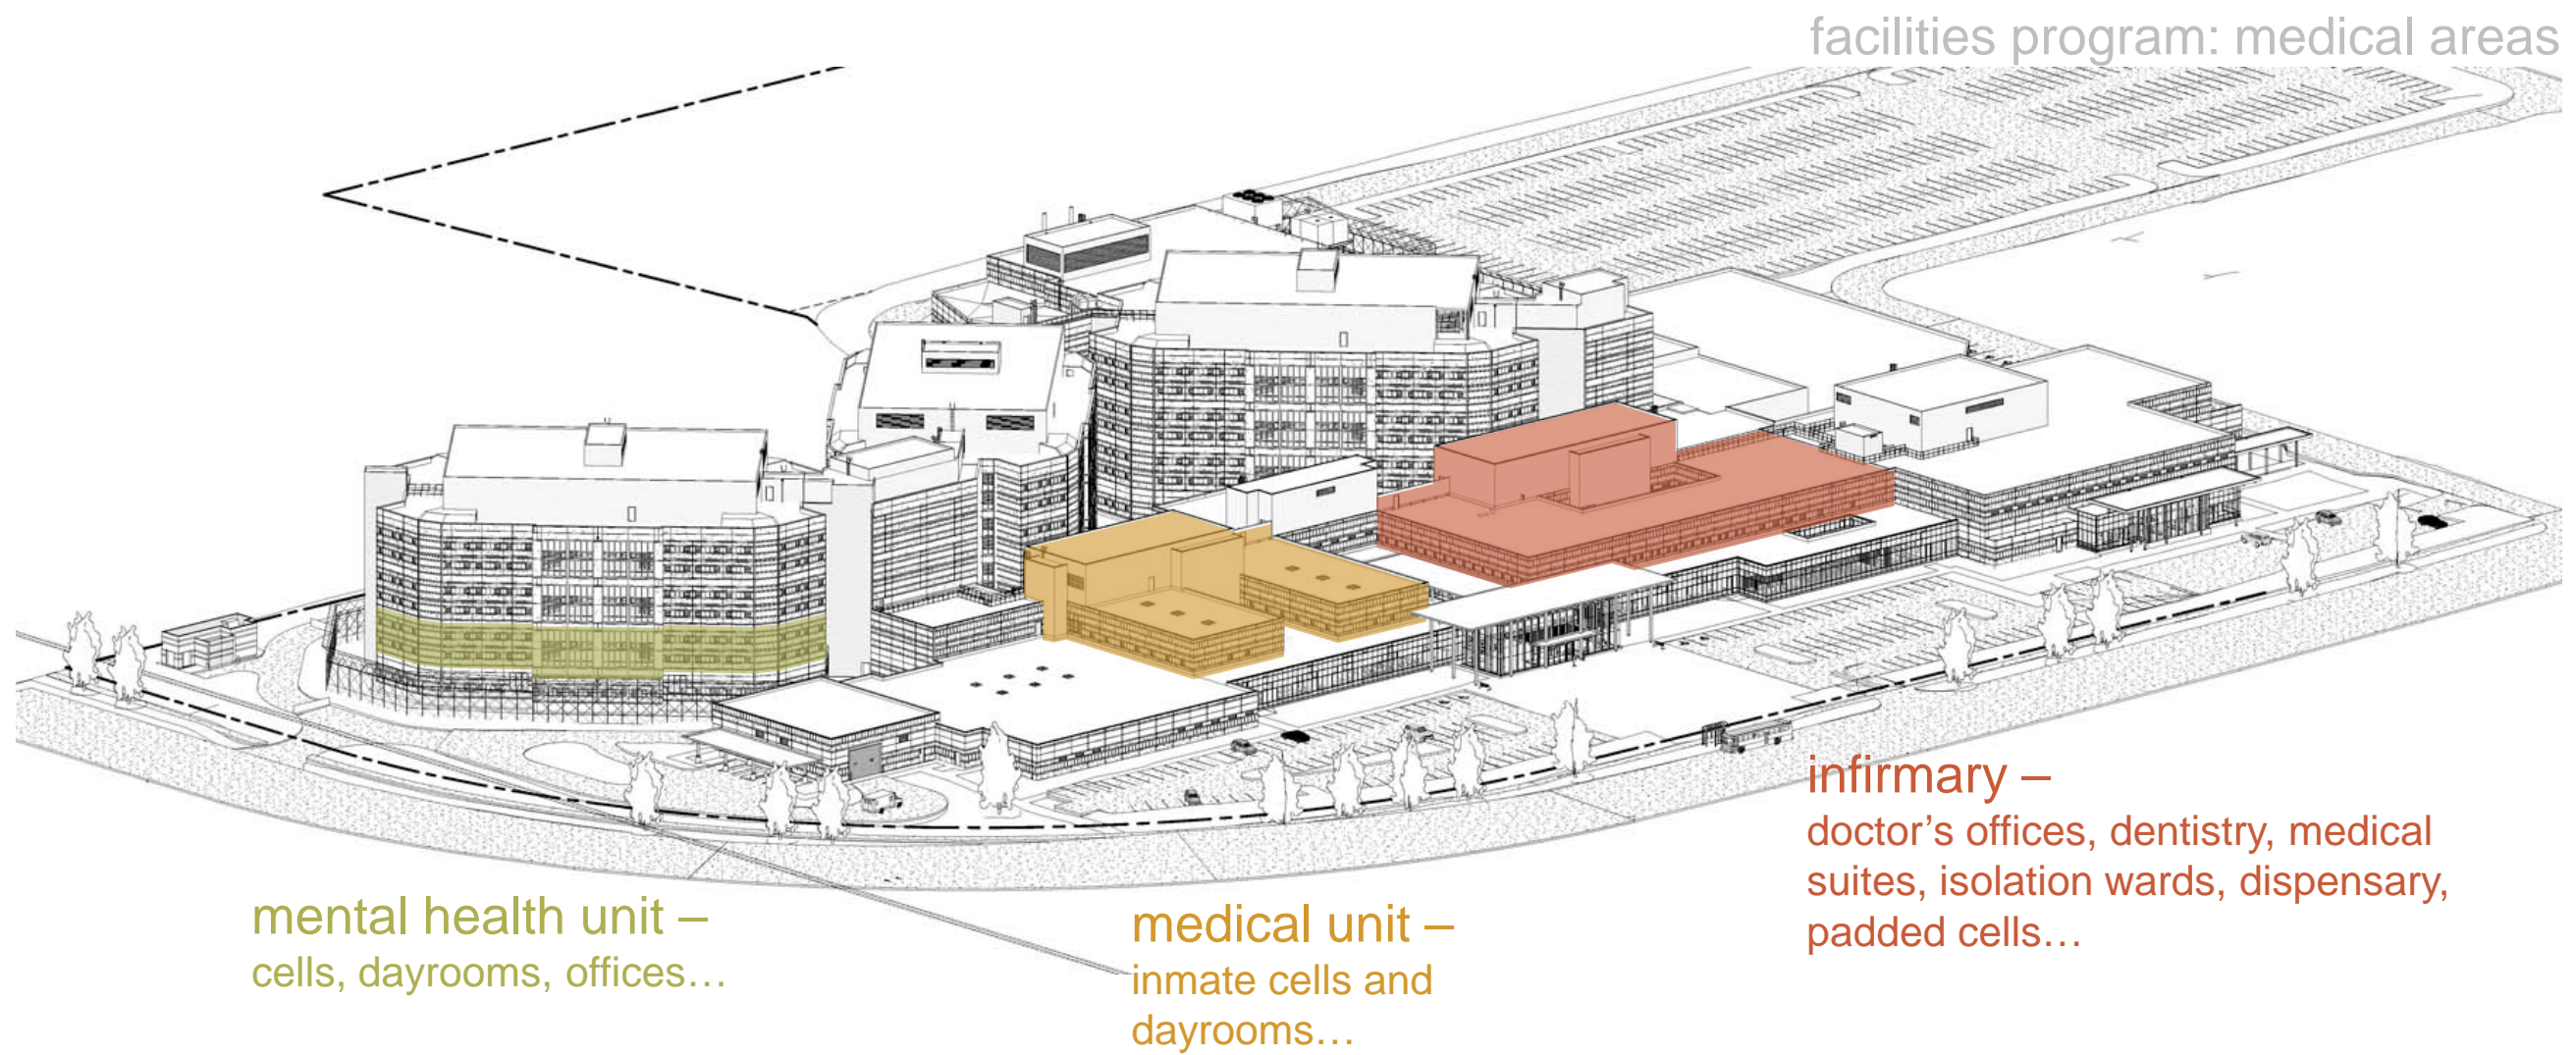 facilities program: medical areas
mental health unit –
cells, dayrooms, offices…
medical unit –
inmate cells and
dayrooms…
infirmary –
doctor’s offices, dentistry, medical
suites, isolation wards, dispensary,
padded cells…